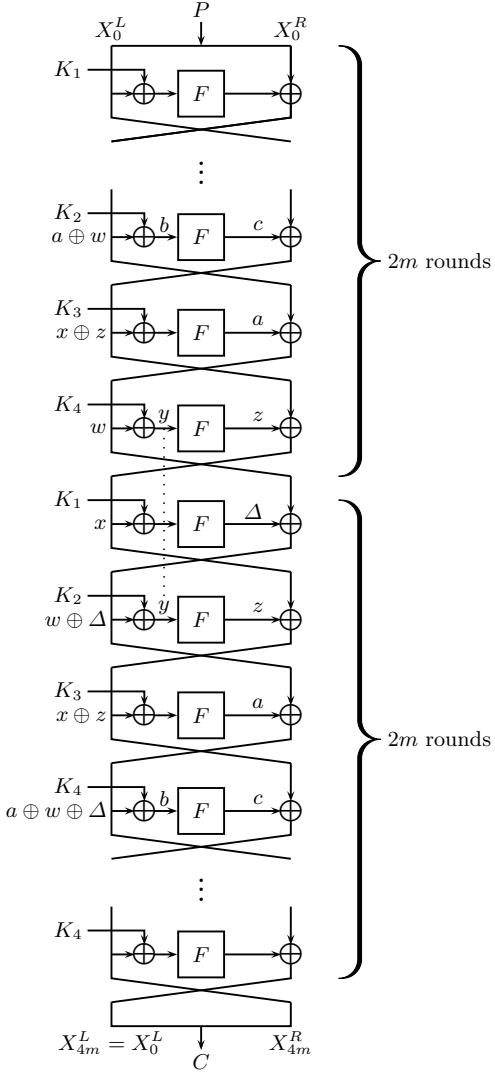 P
X_0^L X_0^R
K_1
F
⋮
K_2
a ⊕ w b F c
2m rounds
K_3
x ⊕ z F a
K_4
w y F z
K_1
x F Δ
K_2
w ⊕ Δ y F z
K_3
x ⊕ z F a
2m rounds
K_4
a ⊕ w ⊕ Δ b F c
⋮
K_4
F
X_{4m}^L = X_0^L X_{4m}^R
C